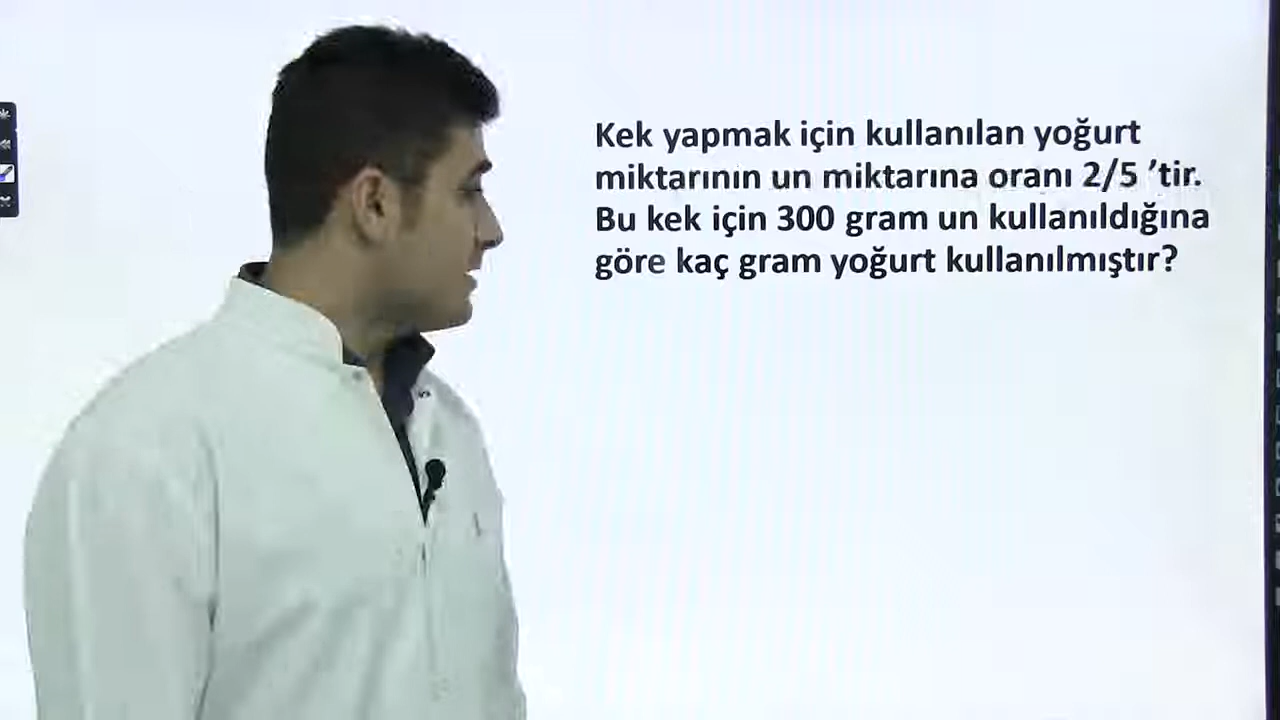 Kek yapmak için kullanılan yoğurt
miktarının un miktarına oranı 2/5 ’tir.
Bu kek için 300 gram un kullanıldığına
göre kaç gram yoğurt kullanılmıştır?